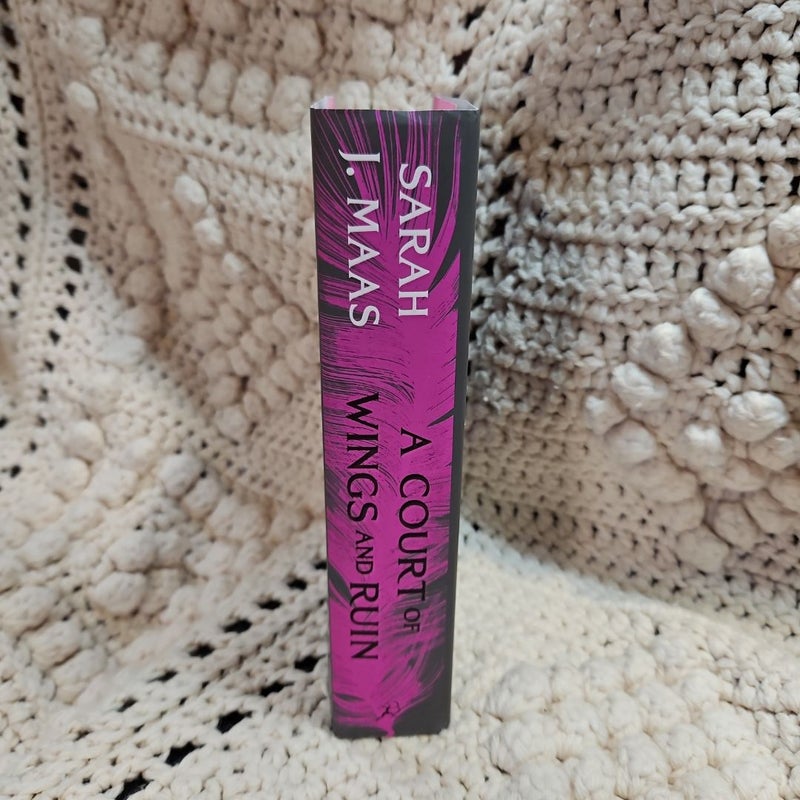 SARAH
J. MAAS
A COURT OF
WINGS AND RUIN